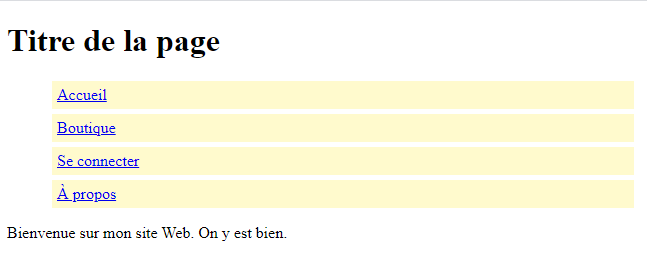 Titre de la page
Accueil
Boutique
Se connecter
À propos
Bienvenue sur mon site Web. On y est bien.